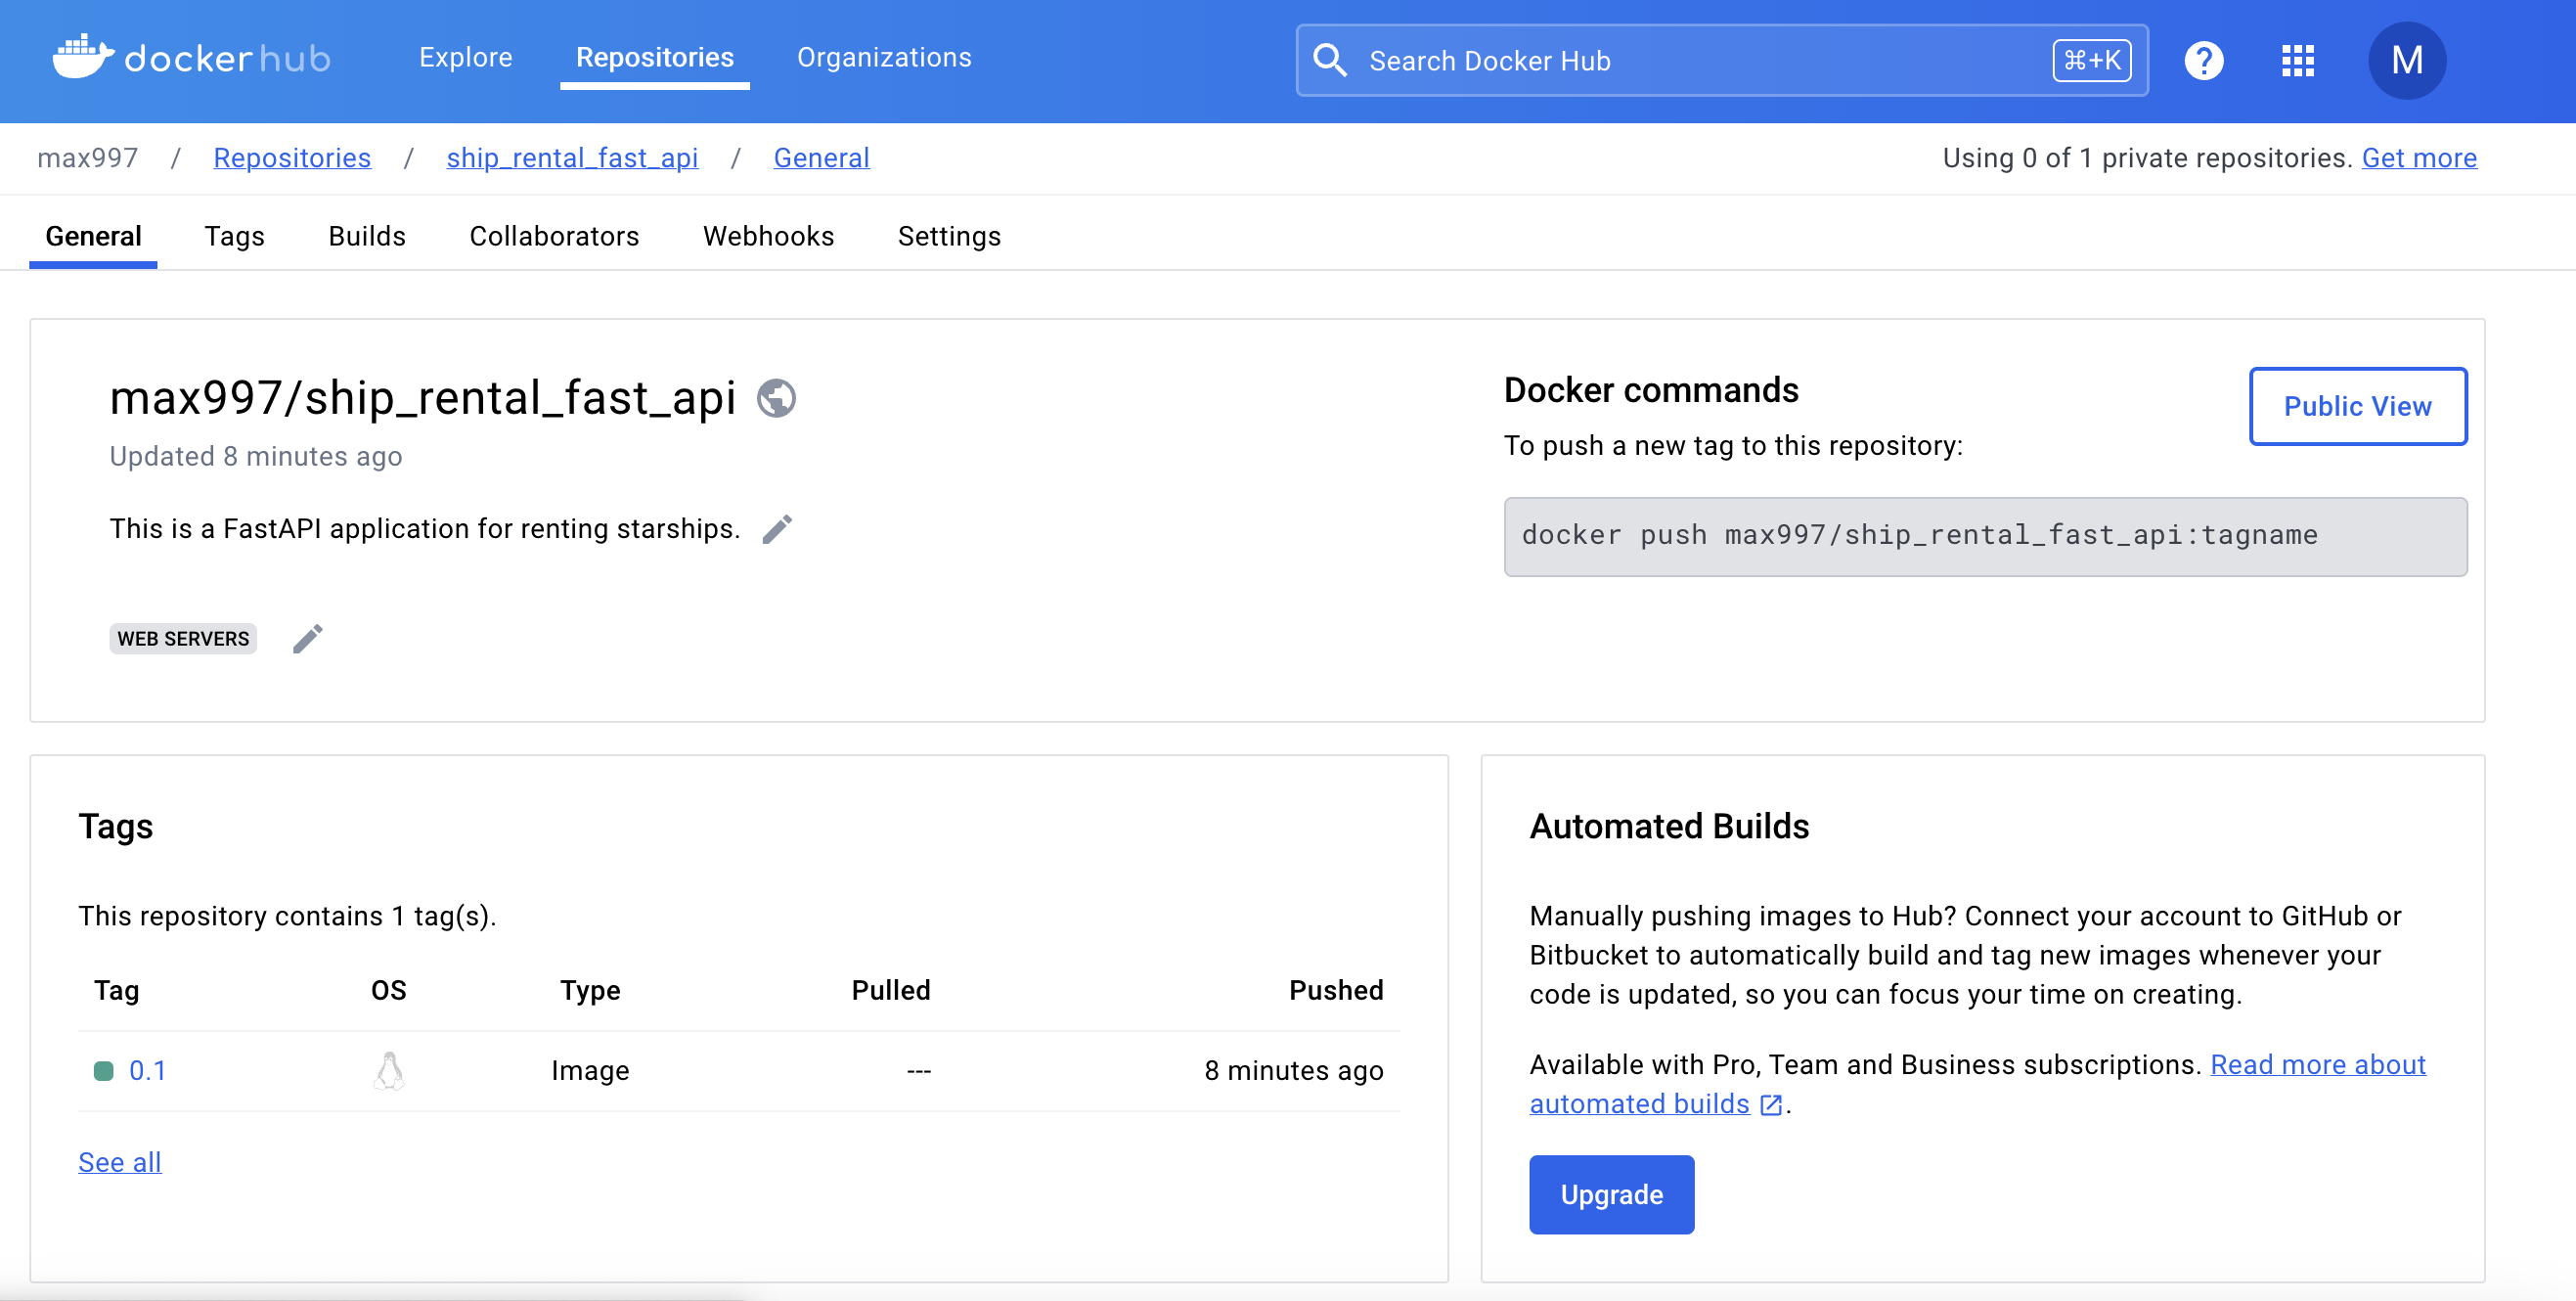 docker hub
Explore
Repositories
Organizations
Search Docker Hub
⌘+K
?
M
max997 / Repositories / ship_rental_fast_api / General
Using 0 of 1 private repositories. Get more
General
Tags
Builds
Collaborators
Webhooks
Settings
max997/ship_rental_fast_api
Updated 8 minutes ago
This is a FastAPI application for renting starships.
WEB SERVERS
Docker commands
Public View
To push a new tag to this repository:
docker push max997/ship_rental_fast_api:tagname
Tags
This repository contains 1 tag(s).
Tag OS Type Pulled Pushed
0.1 Image --- 8 minutes ago
See all
Automated Builds
Manually pushing images to Hub? Connect your account to GitHub or
Bitbucket to automatically build and tag new images whenever your
code is updated, so you can focus your time on creating.
Available with Pro, Team and Business subscriptions. Read more about
automated builds.
Upgrade